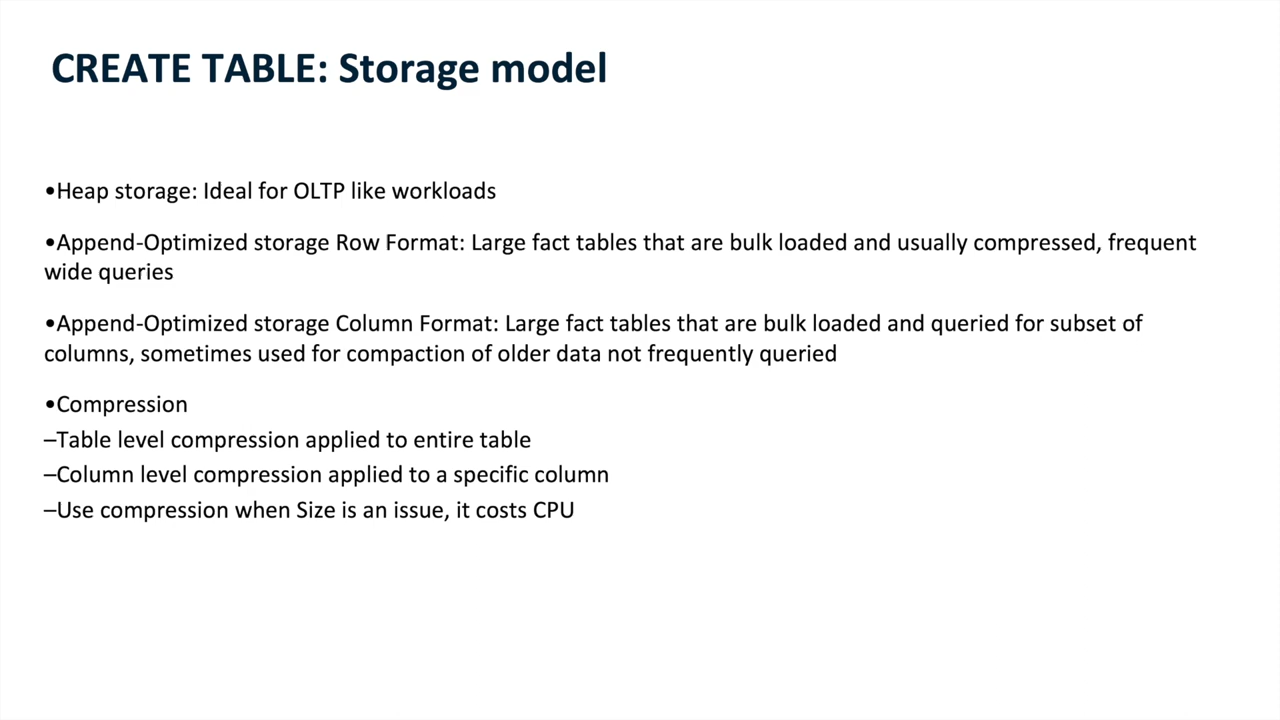 CREATE TABLE: Storage model
•Heap storage: Ideal for OLTP like workloads
•Append-Optimized storage Row Format: Large fact tables that are bulk loaded and usually compressed, frequent
wide queries
•Append-Optimized storage Column Format: Large fact tables that are bulk loaded and queried for subset of
columns, sometimes used for compaction of older data not frequently queried
•Compression
–Table level compression applied to entire table
–Column level compression applied to a specific column
–Use compression when Size is an issue, it costs CPU